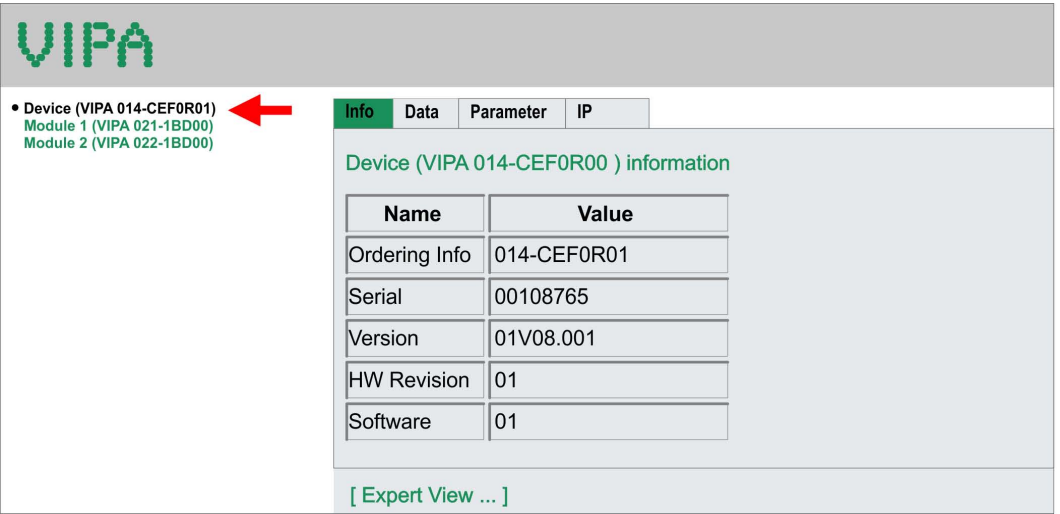 VIPA
• Device (VIPA 014-CEF0R01)
Module 1 (VIPA 021-1BD00)
Module 2 (VIPA 022-1BD00)
Info Data Parameter IP
Device (VIPA 014-CEF0R00 ) information
Name Value
Ordering Info 014-CEF0R01
Serial 00108765
Version 01V08.001
HW Revision 01
Software 01
[ Expert View ... ]